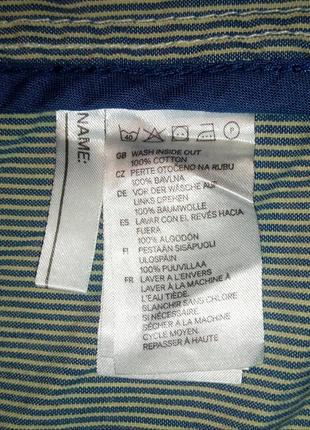 NAME:
GB WASH INSIDE OUT
100% COTTON
CZ PERTE OTOČENO NA RUBU
100% BAVLNA
DE VOR DER WÄSCHE AUF
LINKS DREHEN
100% BAUMWOLLE
ES LAVAR CON EL REVÉS HACIA
FUERA
100% ALGODÓN
FI PESTÄÄN SISÄPUOLI
ULOSPÄIN
100% PUUVILLAA
FR LAVER A L'ENVERS
LAVER À LA MACHINE À
L'EAU TIÈDE.
BLANCHIR SANS CHLORE
SI NÉCESSAIRE.
SÉCHER À LA MACHINE
CYCLE MOYEN.
REPASSER À HAUTE